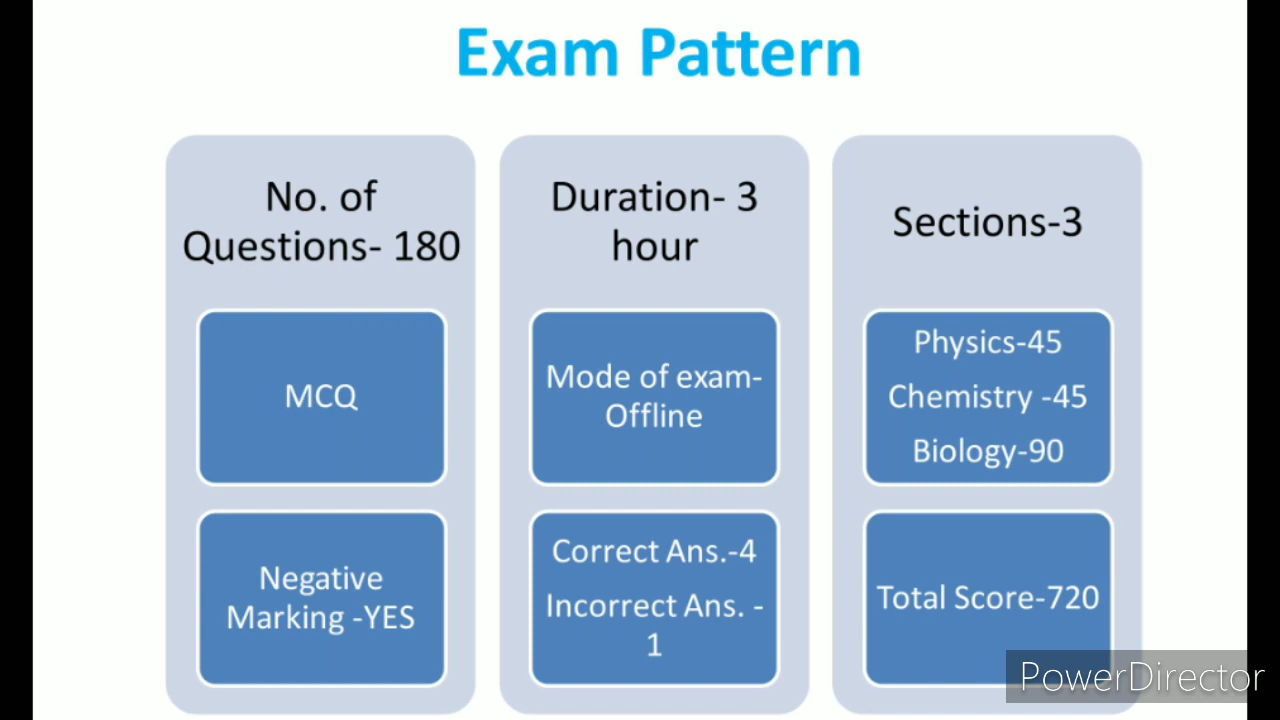 Exam Pattern
No. of
Questions- 180
MCQ
Negative
Marking -YES
Duration- 3
hour
Mode of exam-
Offline
Correct Ans.-4
Incorrect Ans. -
1
Sections-3
Physics-45
Chemistry -45
Biology-90
Total Score-720
PowerDirector